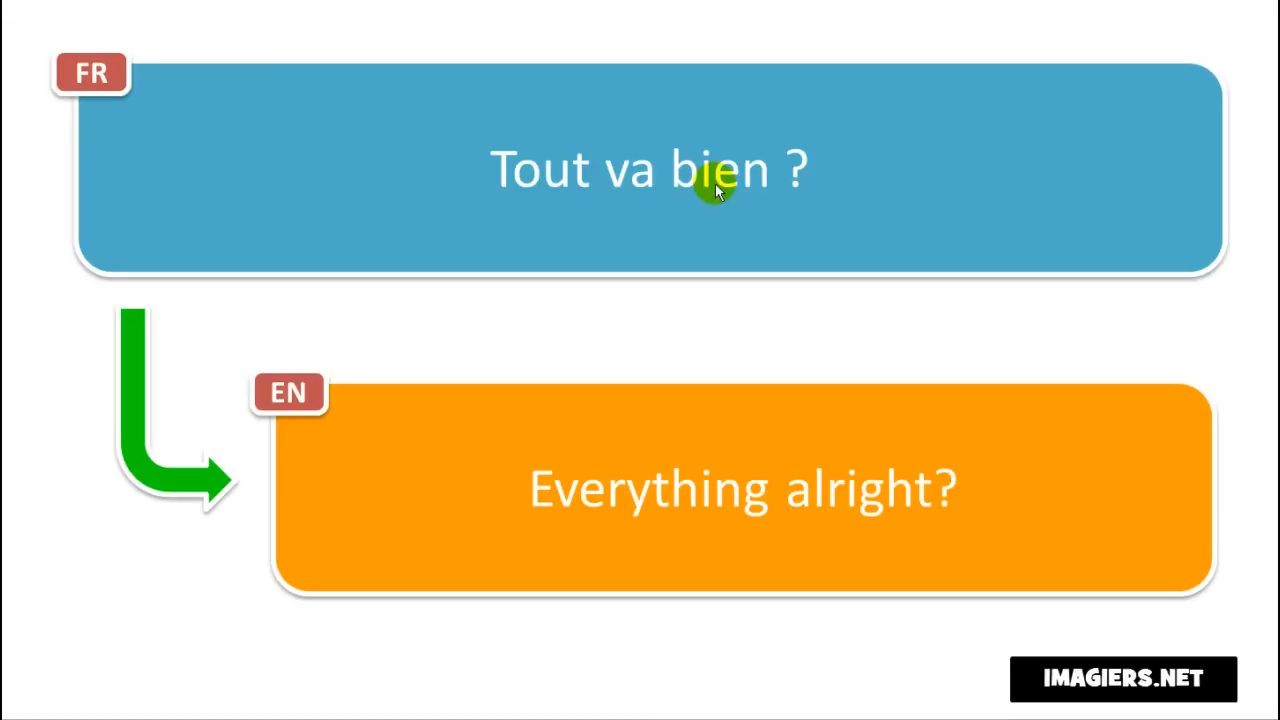 FR
Tout va bien ?
EN
Everything alright?
IMAGIERS.NET